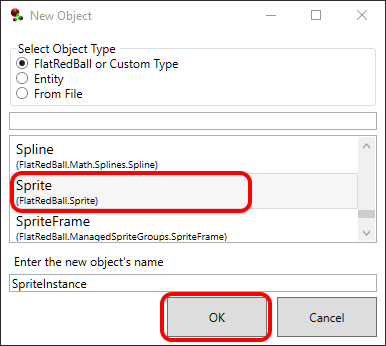 New Object
Select Object Type
FlatRedBall or Custom Type
Entity
From File
Spline
(FlatRedBall.Math.Splines.Spline)
Sprite
(FlatRedBall.Sprite)
SpriteFrame
(FlatRedBall.ManagedSpriteGroups.SpriteFrame)
Enter the new object's name
SpriteInstance
OK
Cancel